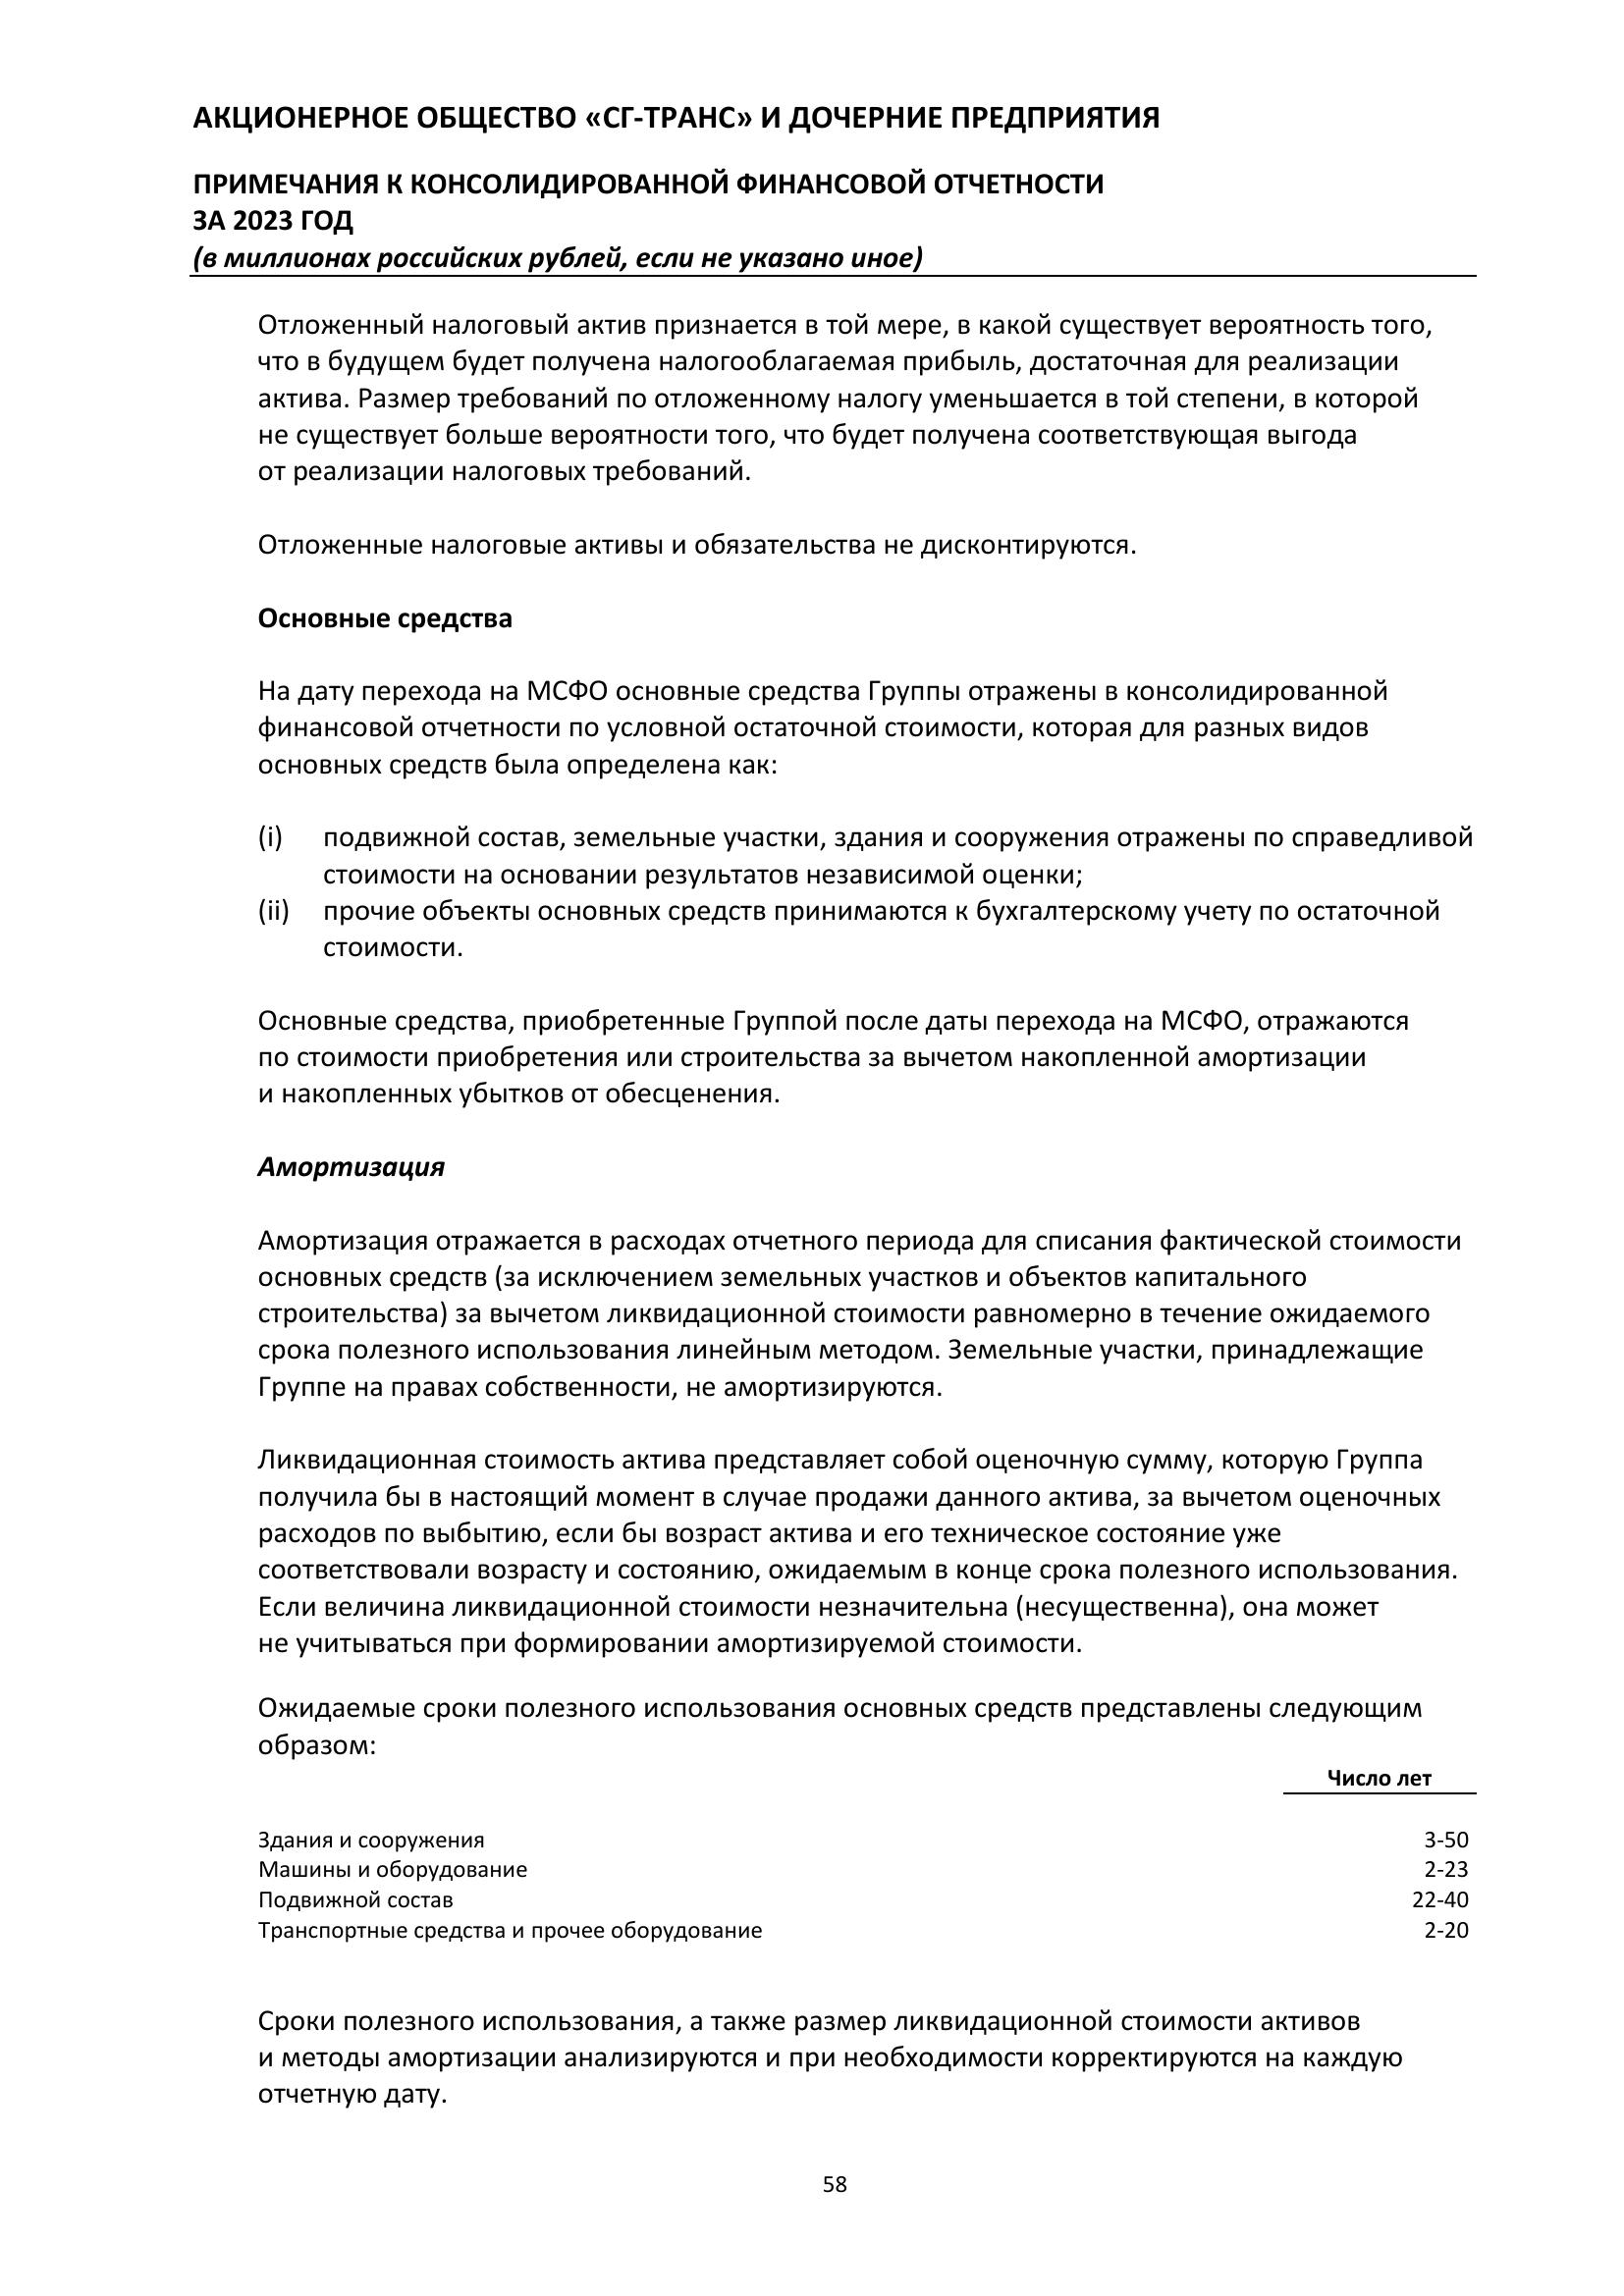 АКЦИОНЕРНОЕ ОБЩЕСТВО «СГ-ТРАНС» И ДОЧЕРНИЕ ПРЕДПРИЯТИЯ
ПРИМЕЧАНИЯ К КОНСОЛИДИРОВАННОЙ ФИНАНСОВОЙ ОТЧЕТНОСТИ
ЗА 2023 ГОД
(в миллионах российских рублей, если не указано иное)
Отложенный налоговый актив признается в той мере, в какой существует вероятность того,
что в будущем будет получена налогооблагаемая прибыль, достаточная для реализации
актива. Размер требований по отложенному налогу уменьшается в той степени, в которой
не существует больше вероятности того, что будет получена соответствующая выгода
от реализации налоговых требований.
Отложенные налоговые активы и обязательства не дисконтируются.
Основные средства
На дату перехода на МСФО основные средства Группы отражены в консолидированной
финансовой отчетности по условной остаточной стоимости, которая для разных видов
основных средств была определена как:
(i) подвижной состав, земельные участки, здания и сооружения отражены по справедливой
стоимости на основании результатов независимой оценки;
(ii) прочие объекты основных средств принимаются к бухгалтерскому учету по остаточной
стоимости.
Основные средства, приобретенные Группой после даты перехода на МСФО, отражаются
по стоимости приобретения или строительства за вычетом накопленной амортизации
и накопленных убытков от обесценения.
Амортизация
Амортизация отражается в расходах отчетного периода для списания фактической стоимости
основных средств (за исключением земельных участков и объектов капитального
строительства) за вычетом ликвидационной стоимости равномерно в течение ожидаемого
срока полезного использования линейным методом. Земельные участки, принадлежащие
Группе на правах собственности, не амортизируются.
Ликвидационная стоимость актива представляет собой оценочную сумму, которую Группа
получила бы в настоящий момент в случае продажи данного актива, за вычетом оценочных
расходов по выбытию, если бы возраст актива и его техническое состояние уже
соответствовали возрасту и состоянию, ожидаемым в конце срока полезного использования.
Если величина ликвидационной стоимости незначительна (несущественна), она может
не учитываться при формировании амортизируемой стоимости.
Ожидаемые сроки полезного использования основных средств представлены следующим
образом:
Число лет
Здания и сооружения 3-50
Машины и оборудование 2-23
Подвижной состав 22-40
Транспортные средства и прочее оборудование 2-20
Сроки полезного использования, а также размер ликвидационной стоимости активов
и методы амортизации анализируются и при необходимости корректируются на каждую
отчетную дату.
58